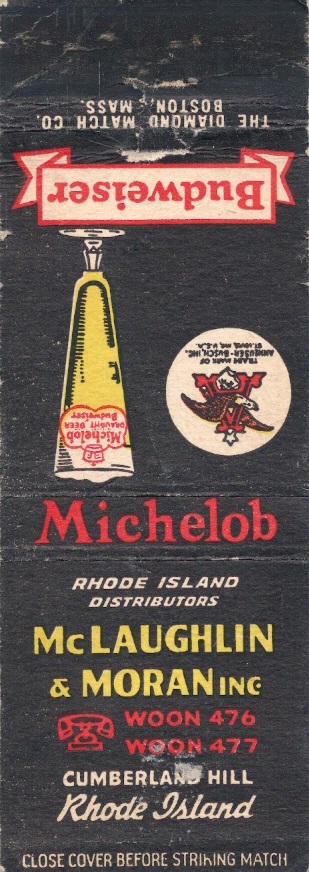 THE DIAMOND MATCH CO.
BOSTON, MASS.
Budweiser
TRADE MARK OF
ANHEUSER-BUSCH, INC.
ST. LOUIS, MO., U.S.A.
Michelob
DRAUGHT BEER
Budweiser
Michelob
RHODE ISLAND
DISTRIBUTORS
McLAUGHLIN
& MORAN INC
WOON 476
WOON 477
CUMBERLAND HILL
Rhode Island
CLOSE COVER BEFORE STRIKING MATCH